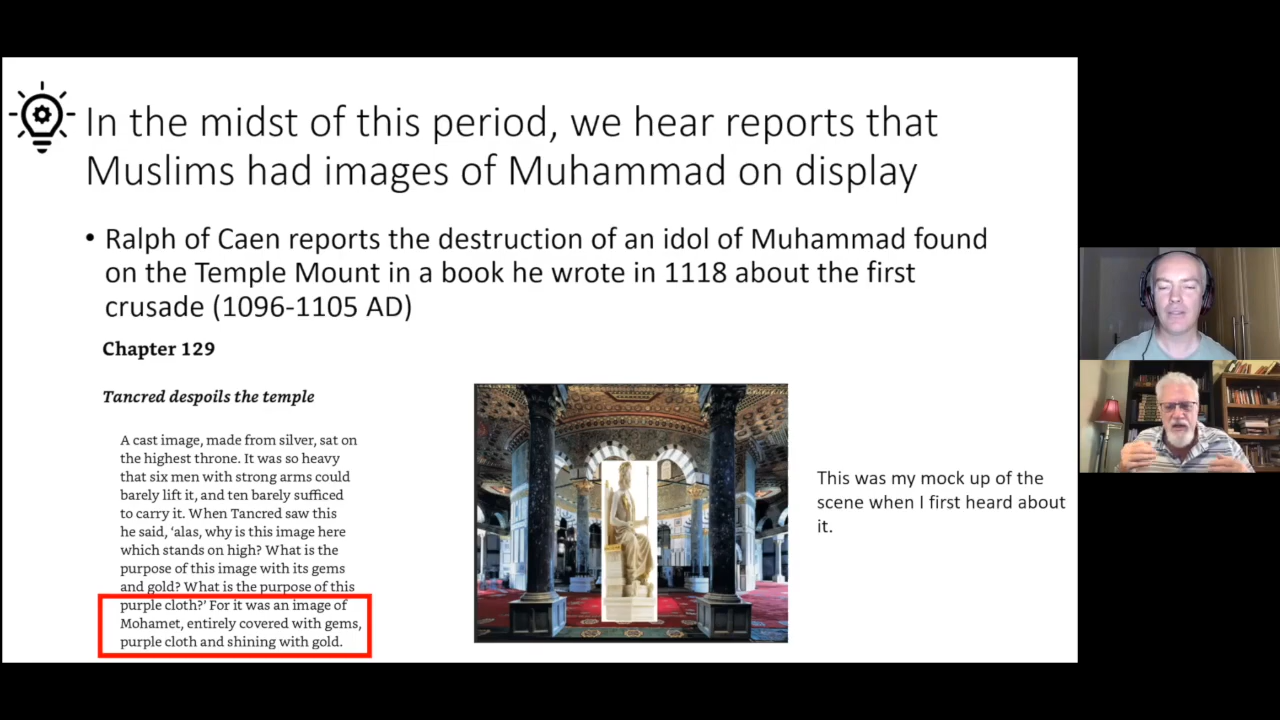 In the midst of this period, we hear reports that
Muslims had images of Muhammad on display
• Ralph of Caen reports the destruction of an idol of Muhammad found
on the Temple Mount in a book he wrote in 1118 about the first
crusade (1096-1105 AD)
Chapter 129
Tancred despoils the temple
A cast image, made from silver, sat on
the highest throne. It was so heavy
that six men with strong arms could
barely lift it, and ten barely sufficed
to carry it. When Tancred saw this
he said, ‘alas, why is this image here
which stands on high? What is the
purpose of this image with its gems
and gold? What is the purpose of this
purple cloth?’ For it was an image of
Mohamet, entirely covered with gems,
purple cloth and shining with gold.
This was my mock up of the
scene when I first heard about
it.